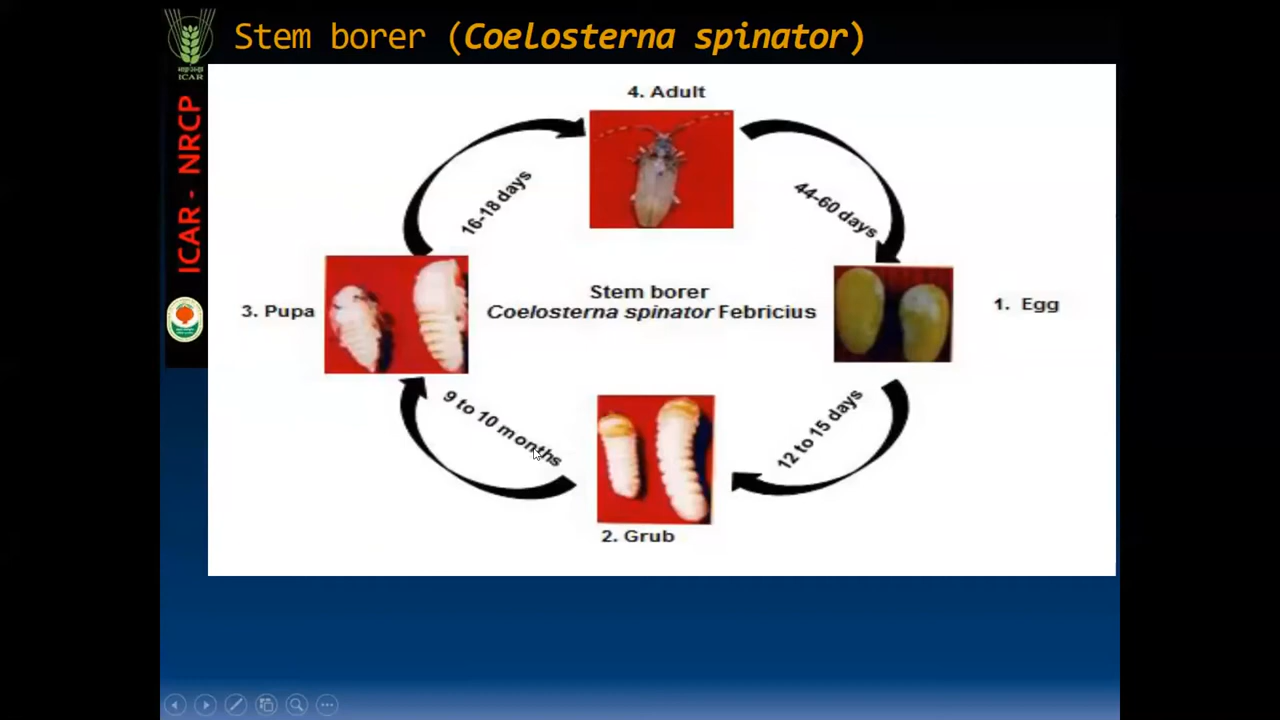 Stem borer (Coelosterna spinator)
ICAR
ICAR - NRCP
4. Adult
16-18 days
44-60 days
Stem borer
Coelosterna spinator Febricius
3. Pupa
1. Egg
9 to 10 months
12 to 15 days
2. Grub